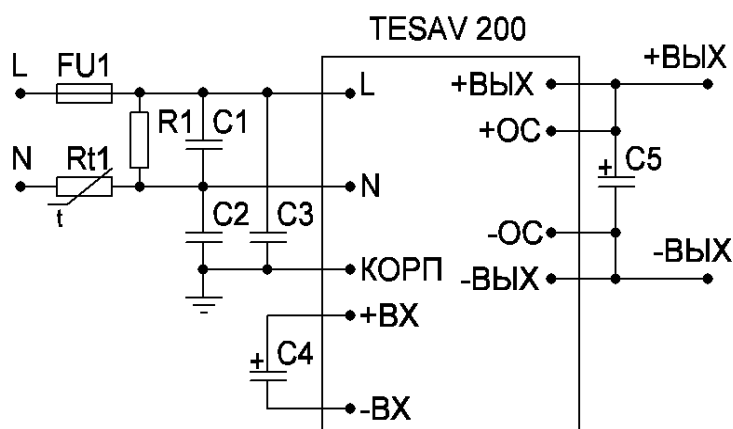 TESAV 200
L FU1 L +ВЫХ +ВЫХ
R1 C1 +ОС
N Rt1 N C5
t +
C2 C3 -ОС
КОРП -ВЫХ -ВЫХ
+ВХ
+ C4
-ВХ